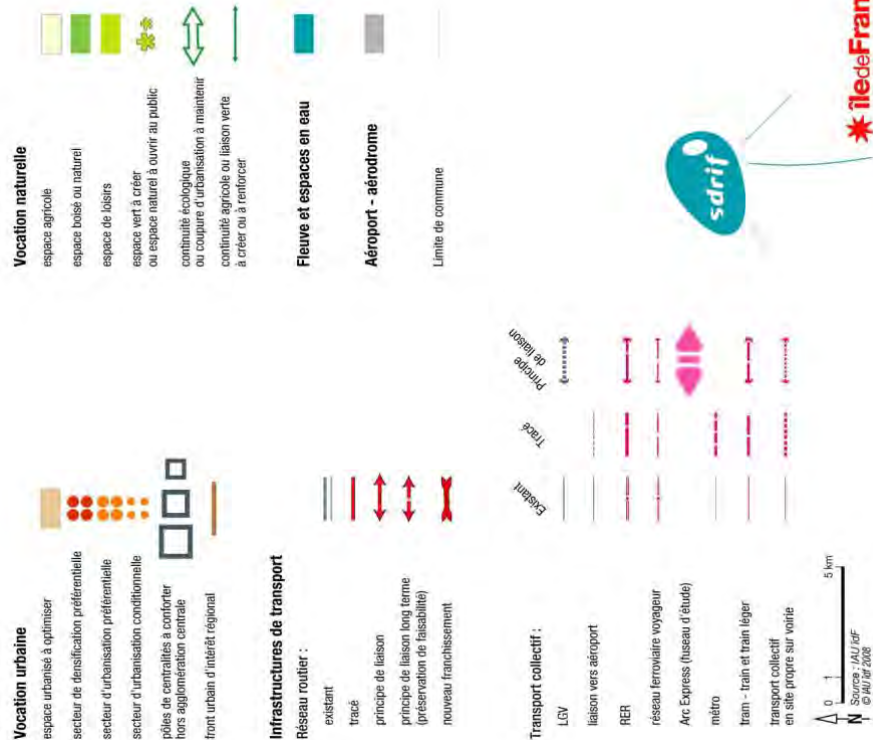 Vocation urbaine
espace urbanisé à optimiser
secteur de densification préférentielle
secteur d'urbanisation préférentielle
secteur d'urbanisation conditionnelle
pôles de centralités à conforter
hors agglomération centrale
front urbain d'intérêt régional
Infrastructures de transport
Réseau routier :
existant
tracé
principe de liaison
principe de liaison long terme
(préservation de faisabilité)
nouveau franchissement
Transport collectif :
Existant
Tracé
Principe
de liaison
LGV
liaison vers aéroport
RER
réseau ferroviaire voyageur
Arc Express (fuseau d'étude)
métro
tram - train et train léger
transport collectif
en site propre sur voirie
0 1 5 km
N
Source : IAU îdF
© IAU îdf 2008
Vocation naturelle
espace agricole
espace boisé ou naturel
espace de loisirs
espace vert à créer
ou espace naturel à ouvrir au public
continuité écologique
ou coupure d'urbanisation à maintenir
continuité agricole ou liaison verte
à créer ou à renforcer
Fleuve et espaces en eau
Aéroport - aérodrome
Limite de commune
sdrif
îledeFran